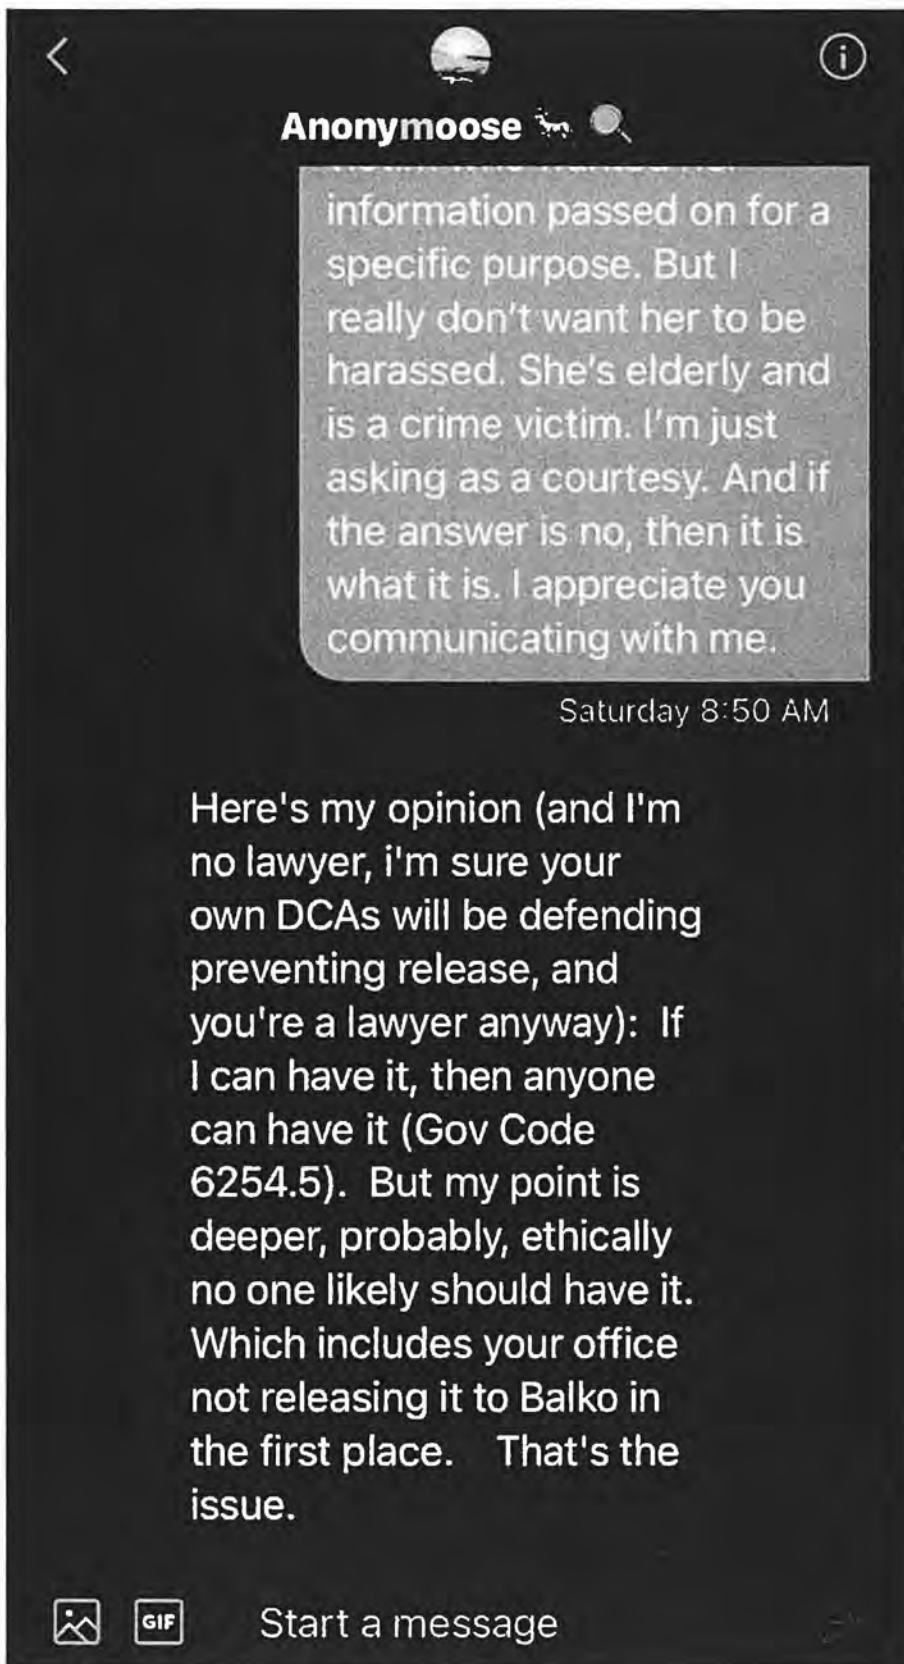 Anonymoose
information passed on for a
specific purpose. But I
really don't want her to be
harassed. She's elderly and
is a crime victim. I'm just
asking as a courtesy. And if
the answer is no, then it is
what it is. I appreciate you
communicating with me.
Saturday 8:50 AM
Here's my opinion (and I'm
no lawyer, i'm sure your
own DCAs will be defending
preventing release, and
you're a lawyer anyway):  If
I can have it, then anyone
can have it (Gov Code
6254.5).  But my point is
deeper, probably, ethically
no one likely should have it.
Which includes your office
not releasing it to Balko in
the first place.    That's the
issue.
GIF
Start a message